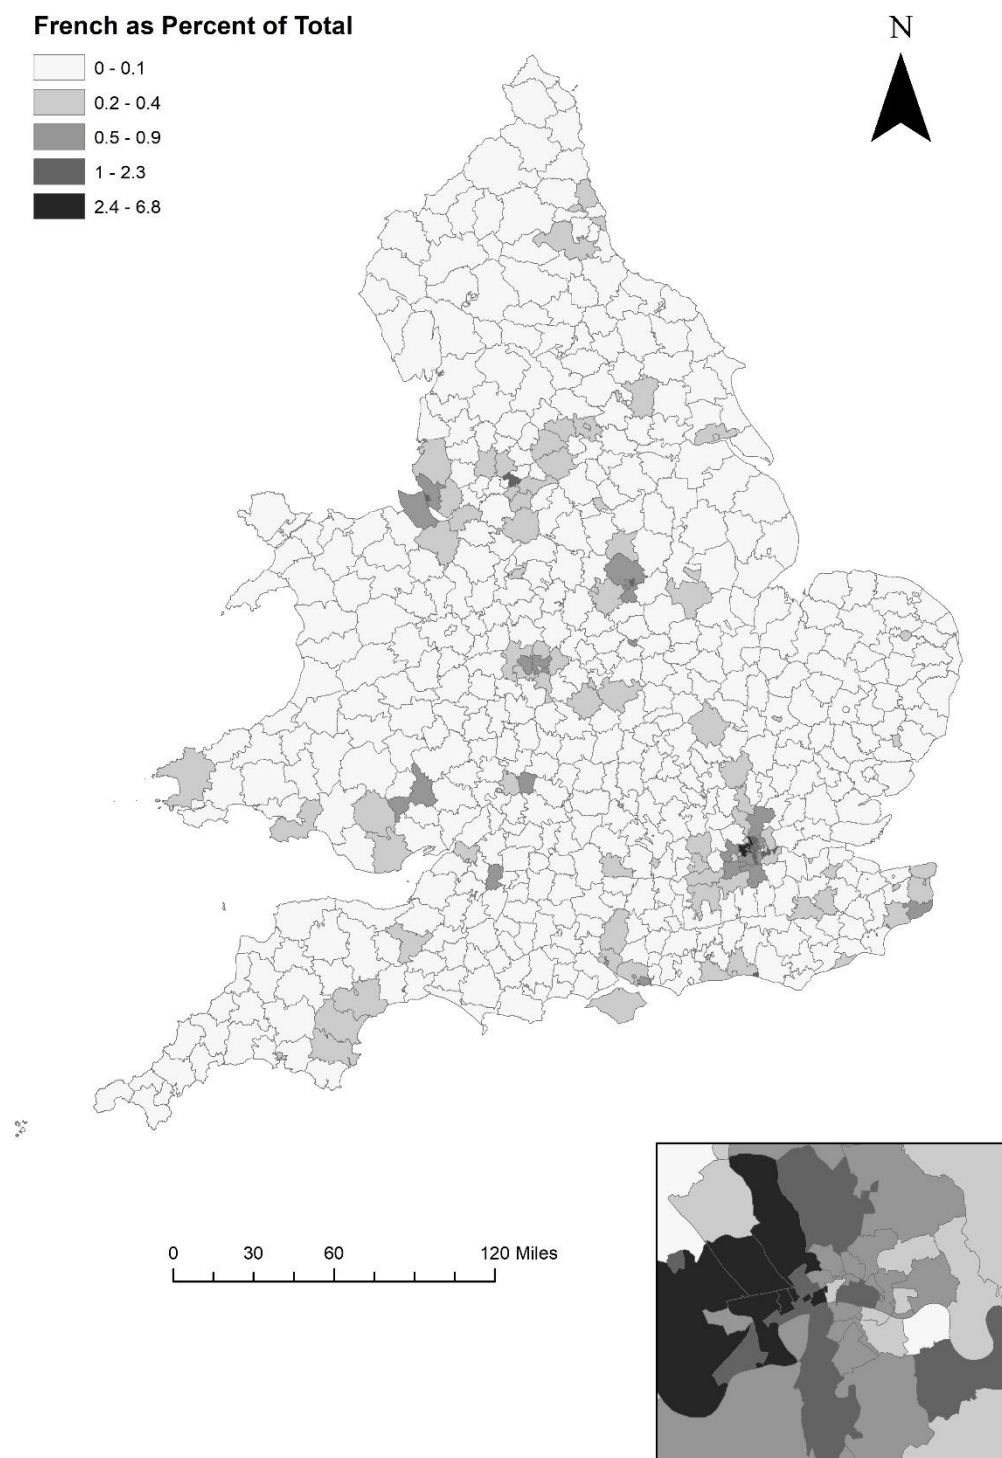 French as Percent of Total
N
0 - 0.1
0.2 - 0.4
0.5 - 0.9
1 - 2.3
2.4 - 6.8
0 30 60 120 Miles